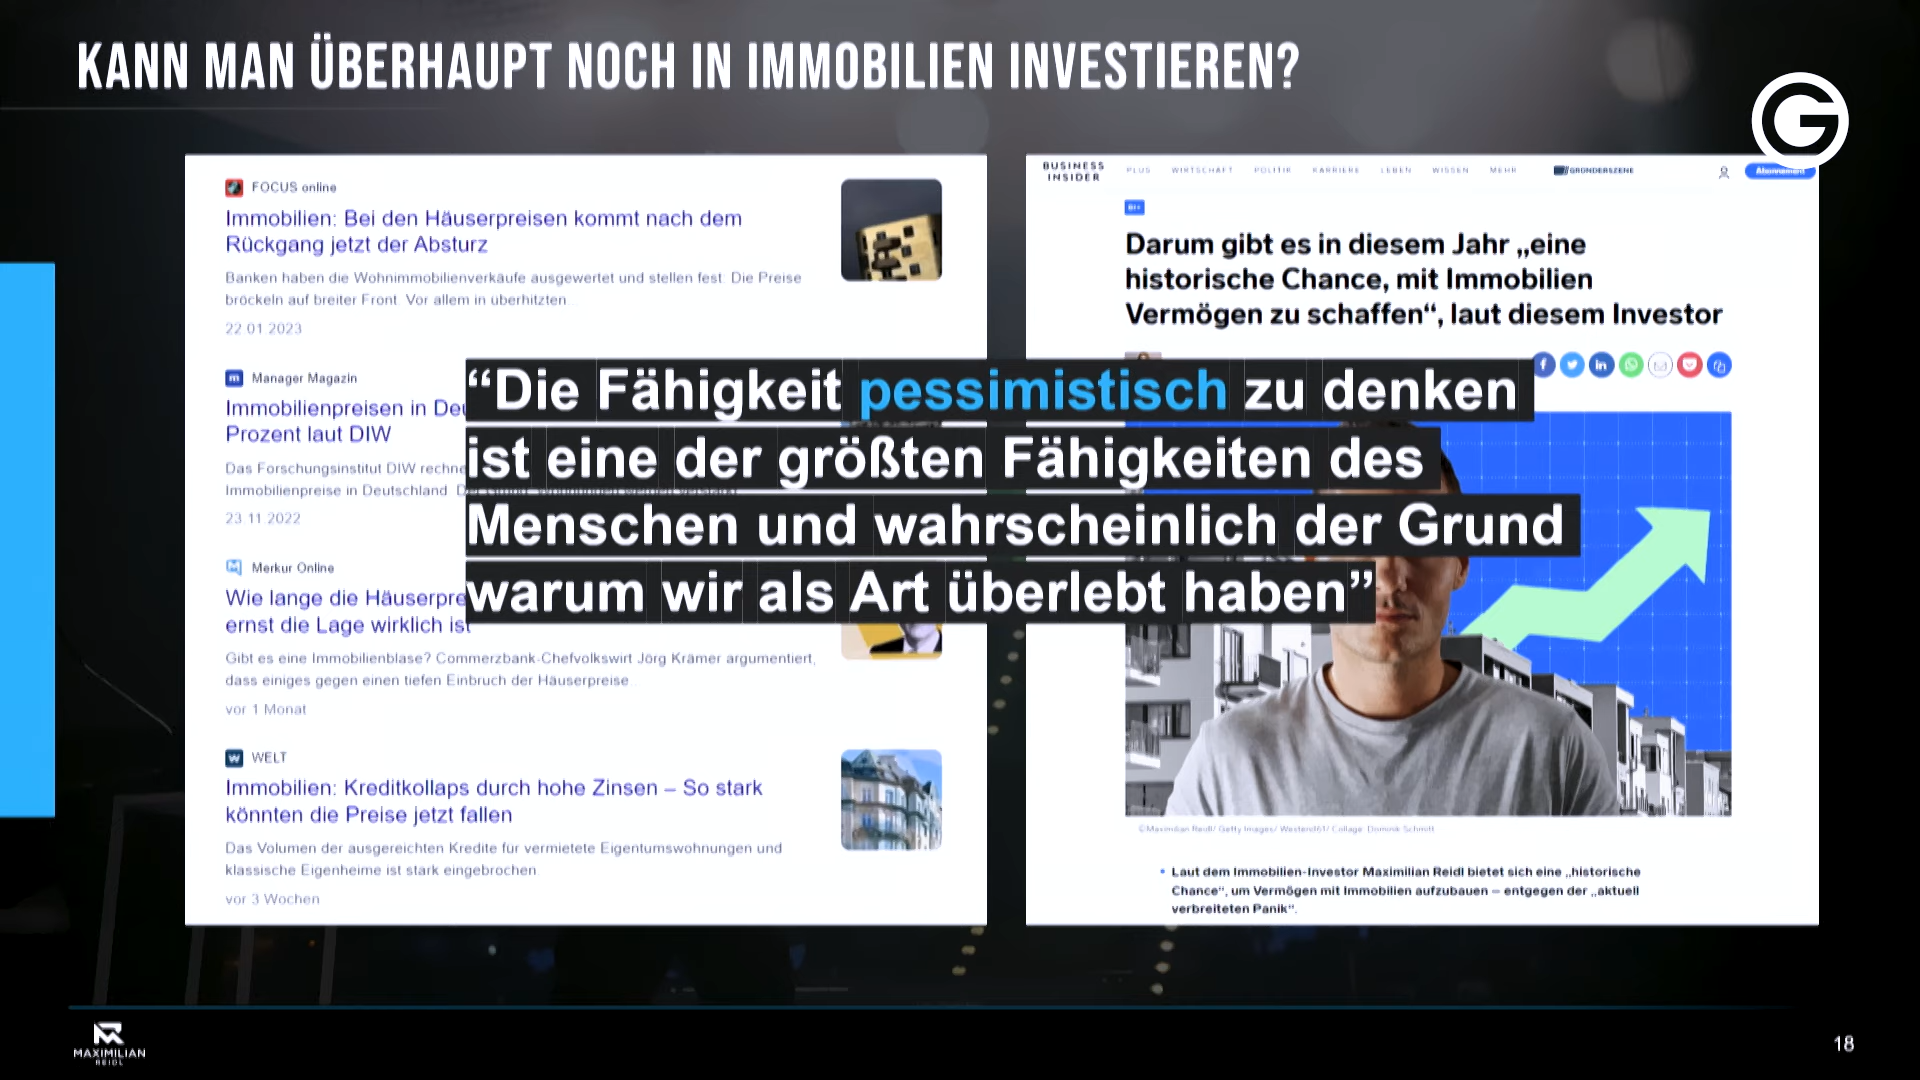 KANN MAN ÜBERHAUPT NOCH IN IMMOBILIEN INVESTIEREN?
G
FOCUS online
Immobilien: Bei den Häuserpreisen kommt nach dem
Rückgang jetzt der Absturz
Banken haben die Wohnimmobilienverkäufe ausgewertet und stellen fest: Die Preise
bröckeln auf breiter Front. Vor allem in überhitzten...
22.01.2023
Manager Magazin
Immobilienpreisen in Deu
Prozent laut DIW
Das Forschungsinstitut DIW rechne
Immobilienpreise in Deutschland.
23.11.2022
Merkur Online
Wie lange die Häuserpre
ernst die Lage wirklich ist
Gibt es eine Immobilienblase? Commerzbank-Chefvolkswirt Jörg Krämer argumentiert,
dass einiges gegen einen tiefen Einbruch der Häuserpreise...
vor 1 Monat
WELT
Immobilien: Kreditkollaps durch hohe Zinsen – So stark
könnten die Preise jetzt fallen
Das Volumen der ausgereichten Kredite für vermietete Eigentumswohnungen und
klassische Eigenheime ist stark eingebrochen.
vor 3 Wochen
“Die Fähigkeit pessimistisch zu denken
ist eine der größten Fähigkeiten des
Menschen und wahrscheinlich der Grund
warum wir als Art überlebt haben”
BUSINESS
INSIDER
PLUS WIRTSCHAFT POLITIK KARRIERE LEBEN WISSEN MEHR GRÜNDERSZENE Abonnement
BI+
Darum gibt es in diesem Jahr „eine
historische Chance, mit Immobilien
Vermögen zu schaffen“, laut diesem Investor
©Maximilian Reidl/ Getty Images/ Westend61/ Collage: Dominik Schmitt
• Laut dem Immobilien-Investor Maximilian Reidl bietet sich eine „historische
Chance“, um Vermögen mit Immobilien aufzubauen – entgegen der „aktuell
verbreiteten Panik“.
MAXIMILIAN
REIDL
18